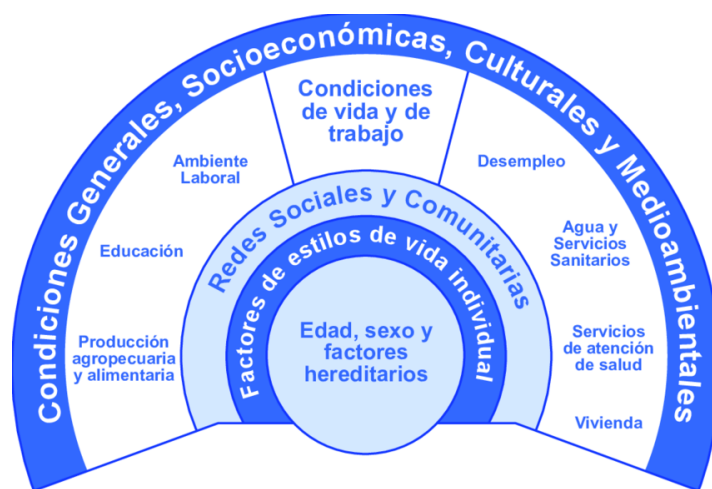 Condiciones Generales, Socioeconómicas, Culturales y Medioambientales
Condiciones
de vida y de
trabajo
Ambiente
Laboral
Desempleo
Educación
Agua y
Servicios
Sanitarios
Producción
agropecuaria
y alimentaria
Servicios
de atención
de salud
Vivienda
Redes Sociales y Comunitarias
Factores de estilos de vida individual
Edad, sexo y
factores
hereditarios